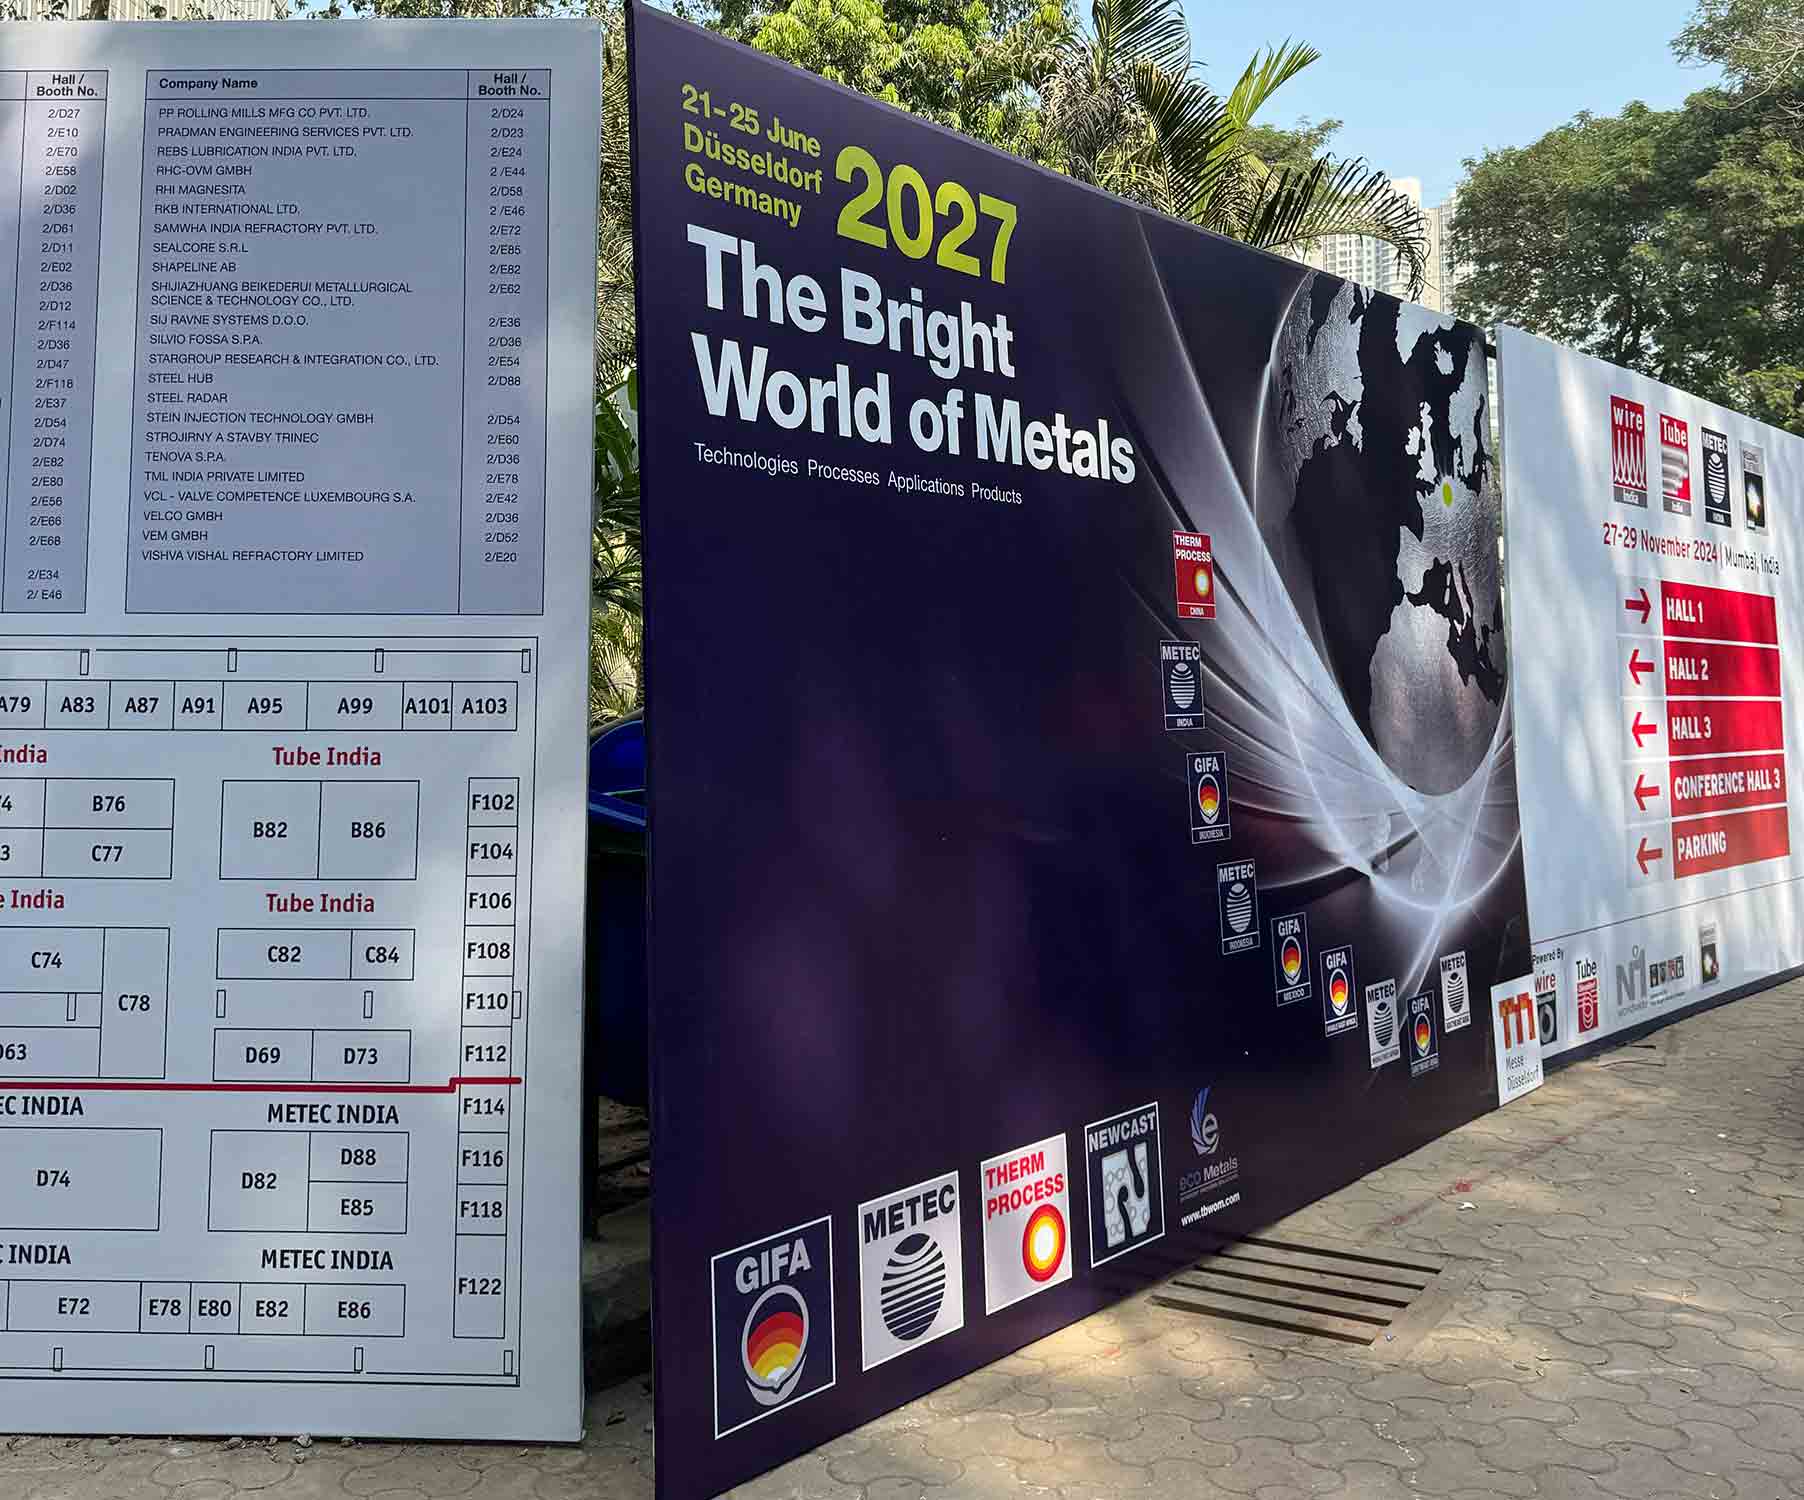 Hall /
Booth No.
2/D27
2/E10
2/E70
2/E58
2/D02
2/D36
2/D61
2/D11
2/E02
2/D36
2/D12
2/F114
2/D36
2/D47
2/F118
2/E37
2/D54
2/D74
2/E82
2/E80
2/E56
2/E66
2/E68
2/E34
2/ E46
Company Name Hall /
Booth No.
PP ROLLING MILLS MFG CO PVT. LTD. 2/D24
PRADMAN ENGINEERING SERVICES PVT. LTD. 2/D23
REBS LUBRICATION INDIA PVT. LTD. 2/E24
RHC-OVM GMBH 2 /E44
RHI MAGNESITA 2/D58
RKB INTERNATIONAL LTD. 2 /E46
SAMWHA INDIA REFRACTORY PVT. LTD. 2/E72
SEALCORE S.R.L 2/E85
SHAPELINE AB 2/E82
SHIJIAZHUANG BEIKEDERUI METALLURGICAL 2/E62
SCIENCE & TECHNOLOGY CO., LTD.
SIJ RAVNE SYSTEMS D.O.O. 2/E36
SILVIO FOSSA S.P.A. 2/D36
STARGROUP RESEARCH & INTEGRATION CO., LTD. 2/E54
STEEL HUB 2/D88
STEEL RADAR
STEIN INJECTION TECHNOLOGY GMBH 2/D54
STROJIRNY A STAVBY TRINEC 2/E60
TENOVA S.P.A. 2/D36
TML INDIA PRIVATE LIMITED 2/E78
VCL - VALVE COMPETENCE LUXEMBOURG S.A. 2/E42
VELCO GMBH 2/D36
VEM GMBH 2/D52
VISHVA VISHAL REFRACTORY LIMITED 2/E20
A79 A83 A87 A91 A95 A99 A101 A103
India Tube India
B76 B82 B86 F102
C77 F104
India Tube India F106
C74 C78 C82 C84 F108
F110
D63 D69 D73 F112
INDIA METEC INDIA F114
D74 D82 D88 F116
E85 F118
INDIA METEC INDIA F122
E72 E78 E80 E82 E86
21-25 June
Düsseldorf
Germany
2027
The Bright
World of Metals
Technologies Processes Applications Products
THERM
PROCESS
CHINA
METEC
INDIA
GIFA
INDONESIA
METEC
INDONESIA
GIFA
MEXICO
GIFA
METEC
GIFA
METEC
GIFA
METEC
THERM
PROCESS
NEWCAST
eco Metals
www.tbwom.com
wire
India
Tube
India
METEC
INDIA
27-29 November 2024 | Mumbai, India
→ HALL 1
← HALL 2
← HALL 3
← CONFERENCE HALL 3
← PARKING
Powered By
wire
Tube
Messe
Düsseldorf